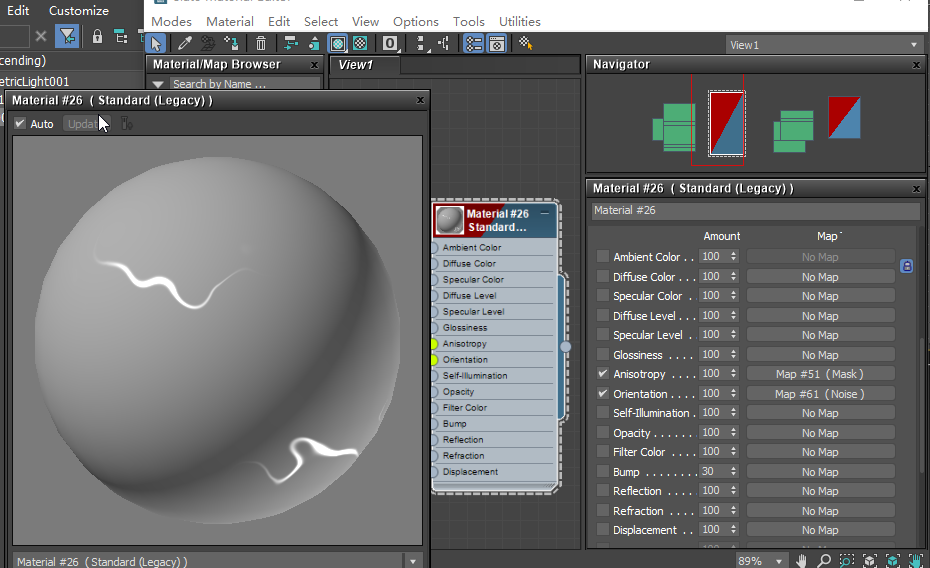 Edit Customize
Slate Material Editor
Modes Material Edit Select View Options Tools Utilities
View1
cending)
Material/Map Browser
View1
Navigator
Search by Name ...
etricLight001
Material #26 ( Standard (Legacy) )
Auto Update
Material #26 ( Standard (Legacy) )
Material #26
Material #26
Standard...
Ambient Color
Diffuse Color
Specular Color
Diffuse Level
Specular Level
Glossiness
Anisotropy
Orientation
Self-Illumination
Opacity
Filter Color
Bump
Reflection
Refraction
Displacement
Amount Map
Ambient Color . . 100 No Map
Diffuse Color . . . 100 No Map
Specular Color . 100 No Map
Diffuse Level . . . 100 No Map
Specular Level . 100 No Map
Glossiness . . . . 100 No Map
Anisotropy . . . . 100 Map #51 ( Mask )
Orientation . . . . 100 Map #61 ( Noise )
Self-Illumination . 100 No Map
Opacity . . . . . . 100 No Map
Filter Color . . . . 100 No Map
Bump . . . . . . . . 30 No Map
Reflection . . . . 100 No Map
Refraction . . . . 100 No Map
Displacement . . 100 No Map
Material #26 ( Standard (Legacy) )
89%